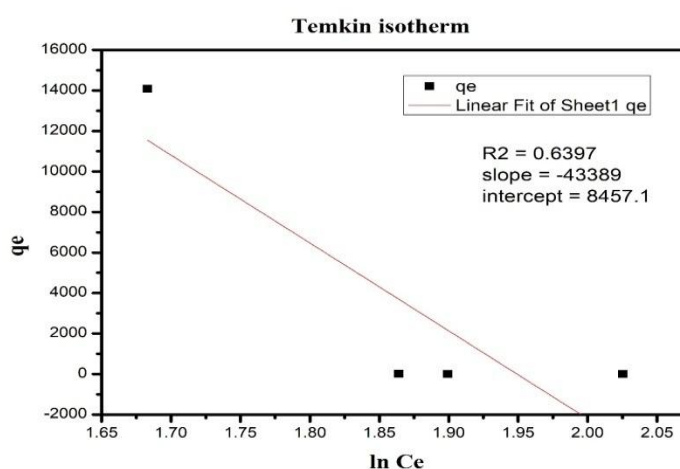 Temkin isotherm
16000
14000
12000
10000
8000
6000
4000
2000
0
-2000
qe
qe
Linear Fit of Sheet1 qe
R2 = 0.6397
slope = -43389
intercept = 8457.1
1.65 1.70 1.75 1.80 1.85 1.90 1.95 2.00 2.05
ln Ce